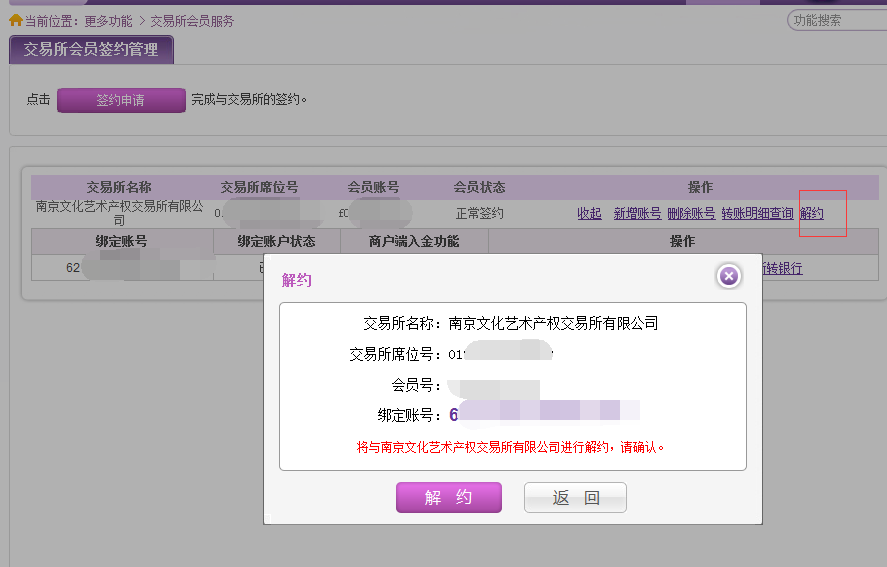 当前位置：更多功能 > 交易所会员服务
功能搜索
交易所会员签约管理
点击 签约申请 完成与交易所的签约。
交易所名称 交易所席位号 会员账号 会员状态 操作
南京文化艺术产权交易所有限公司 0 f0 正常签约 收起 新增账号 删除账号 转账明细查询 解约
绑定账号 绑定账户状态 商户端入金功能 操作
62 转银行
解约
交易所名称：南京文化艺术产权交易所有限公司
交易所席位号：01
会员号：
绑定账号：6
将与南京文化艺术产权交易所有限公司进行解约，请确认。
解 约 返 回